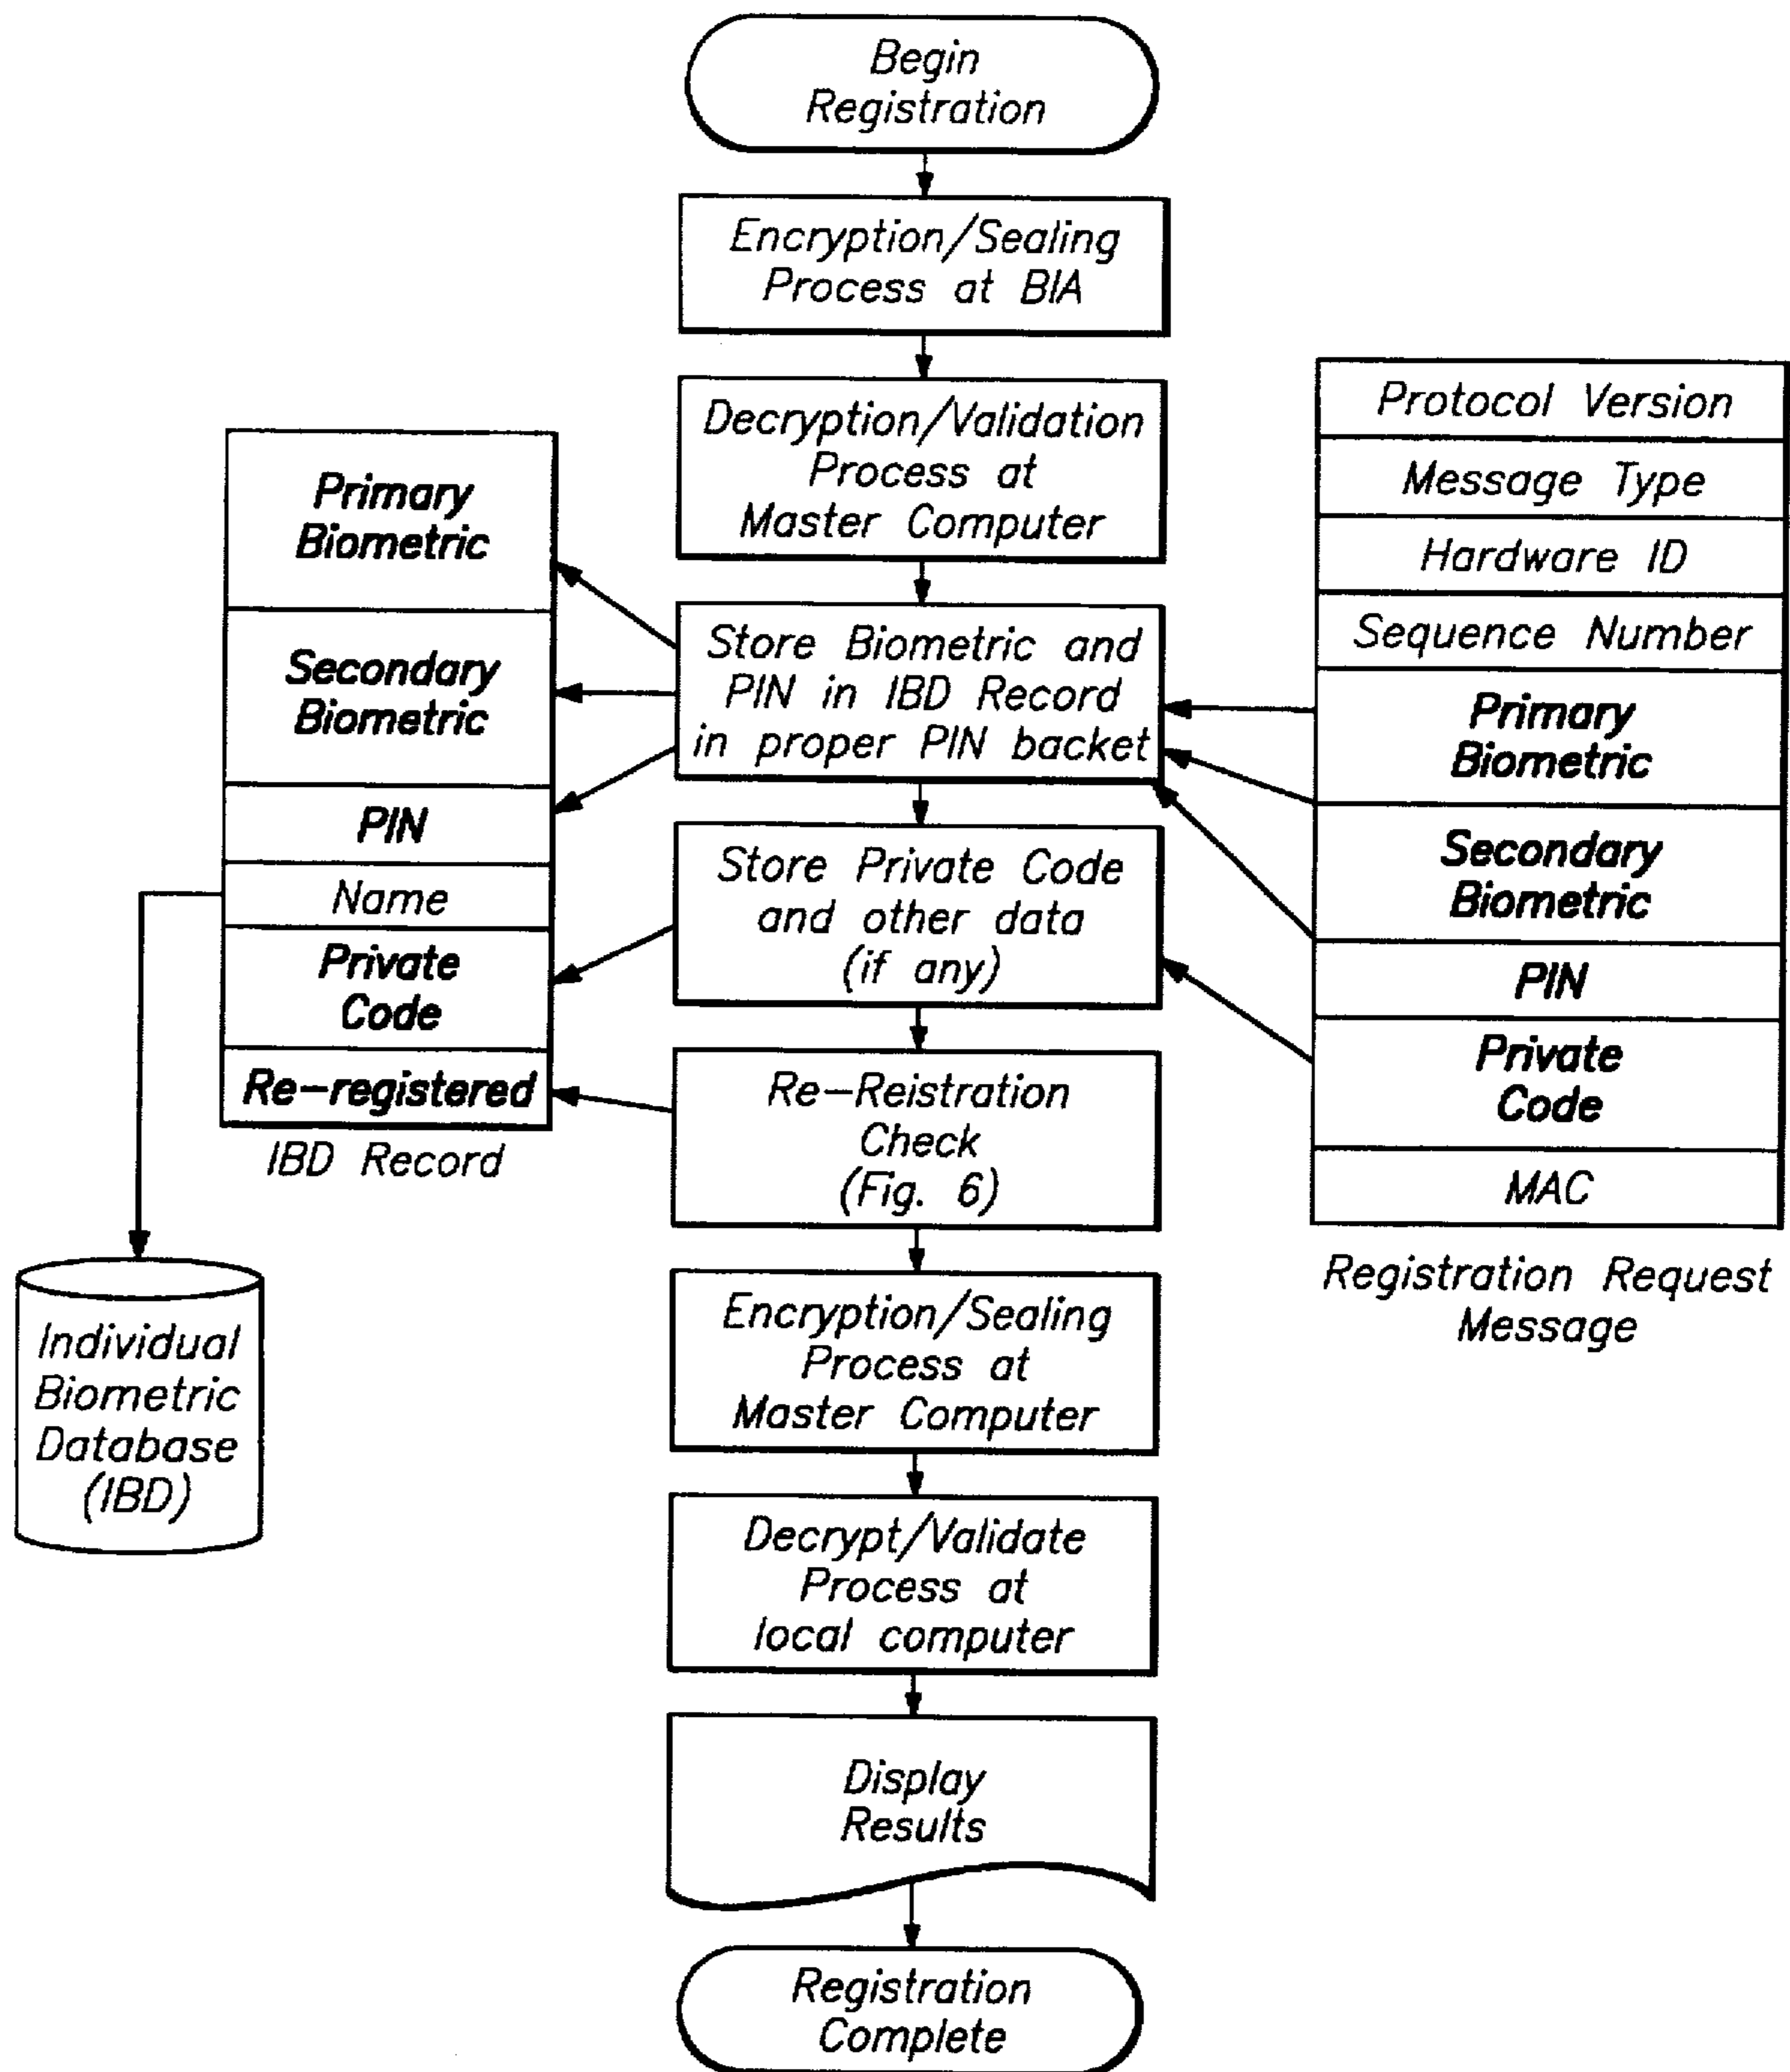 Begin
Registration
Encryption/Sealing
Process at BIA
Decryption/Validation
Process at
Master Computer
Store Biometric and
PIN in IBD Record
in proper PIN backet
Store Private Code
and other data
(if any)
Re-Reistration
Check
(Fig. 6)
Encryption/Sealing
Process at
Master Computer
Decrypt/Validate
Process at
local computer
Display
Results
Registration
Complete
Primary
Biometric
Secondary
Biometric
PIN
Name
Private
Code
Re-registered
IBD Record
Individual
Biometric
Database
(IBD)
Protocol Version
Message Type
Hardware ID
Sequence Number
Primary
Biometric
Secondary
Biometric
PIN
Private
Code
MAC
Registration Request
Message